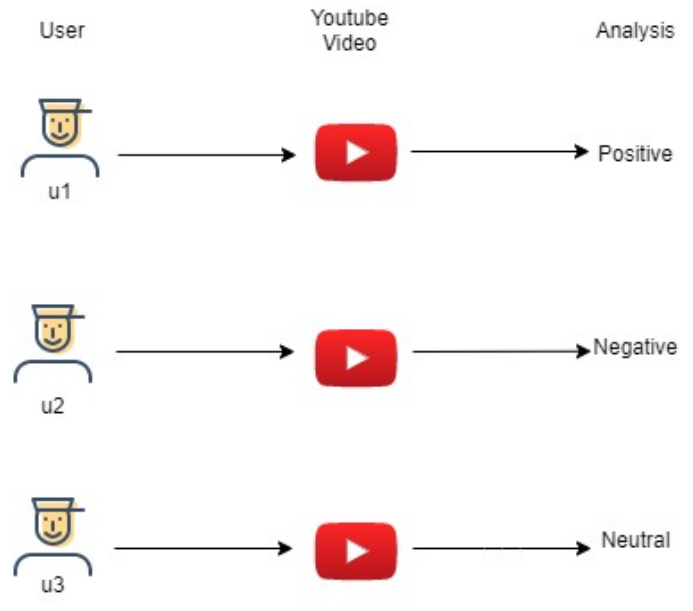 User
Youtube
Video
Analysis
Positive
u1
Negative
u2
Neutral
u3